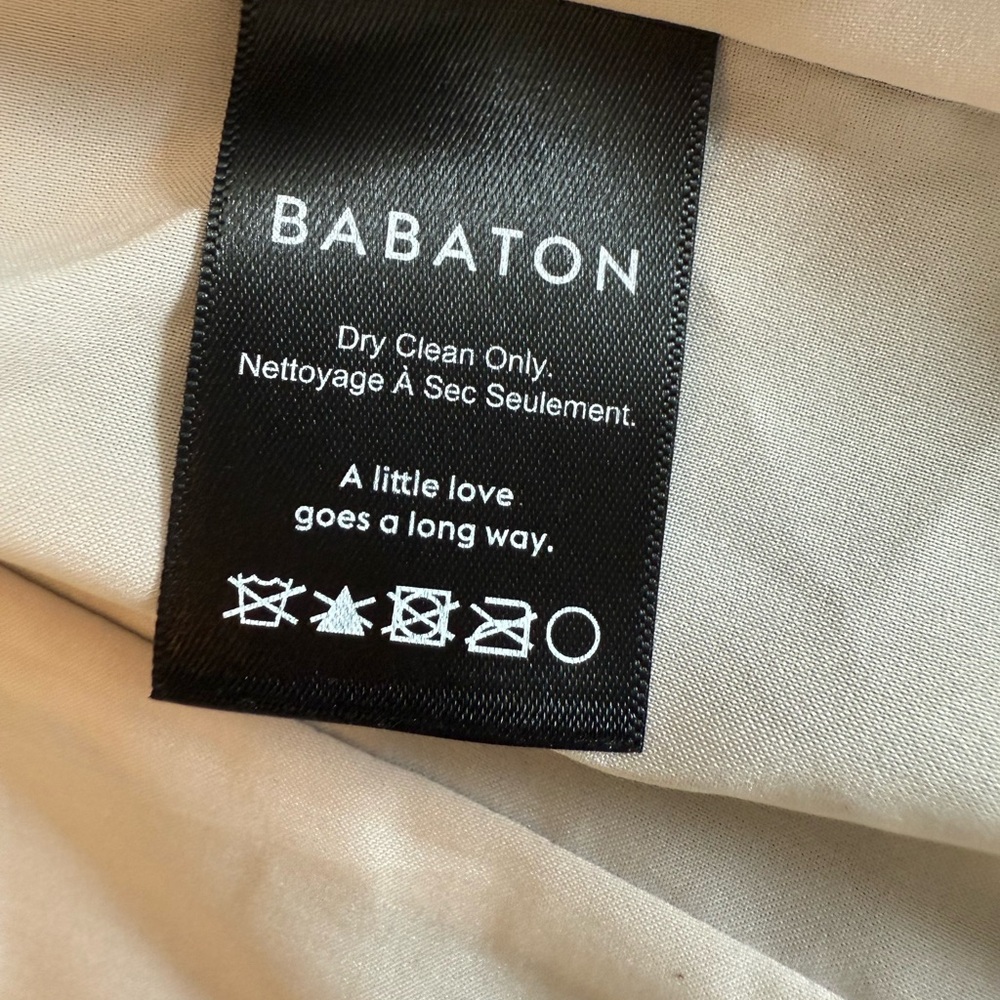 BABATON
Dry Clean Only.
Nettoyage À Sec Seulement.
A little love
goes a long way.